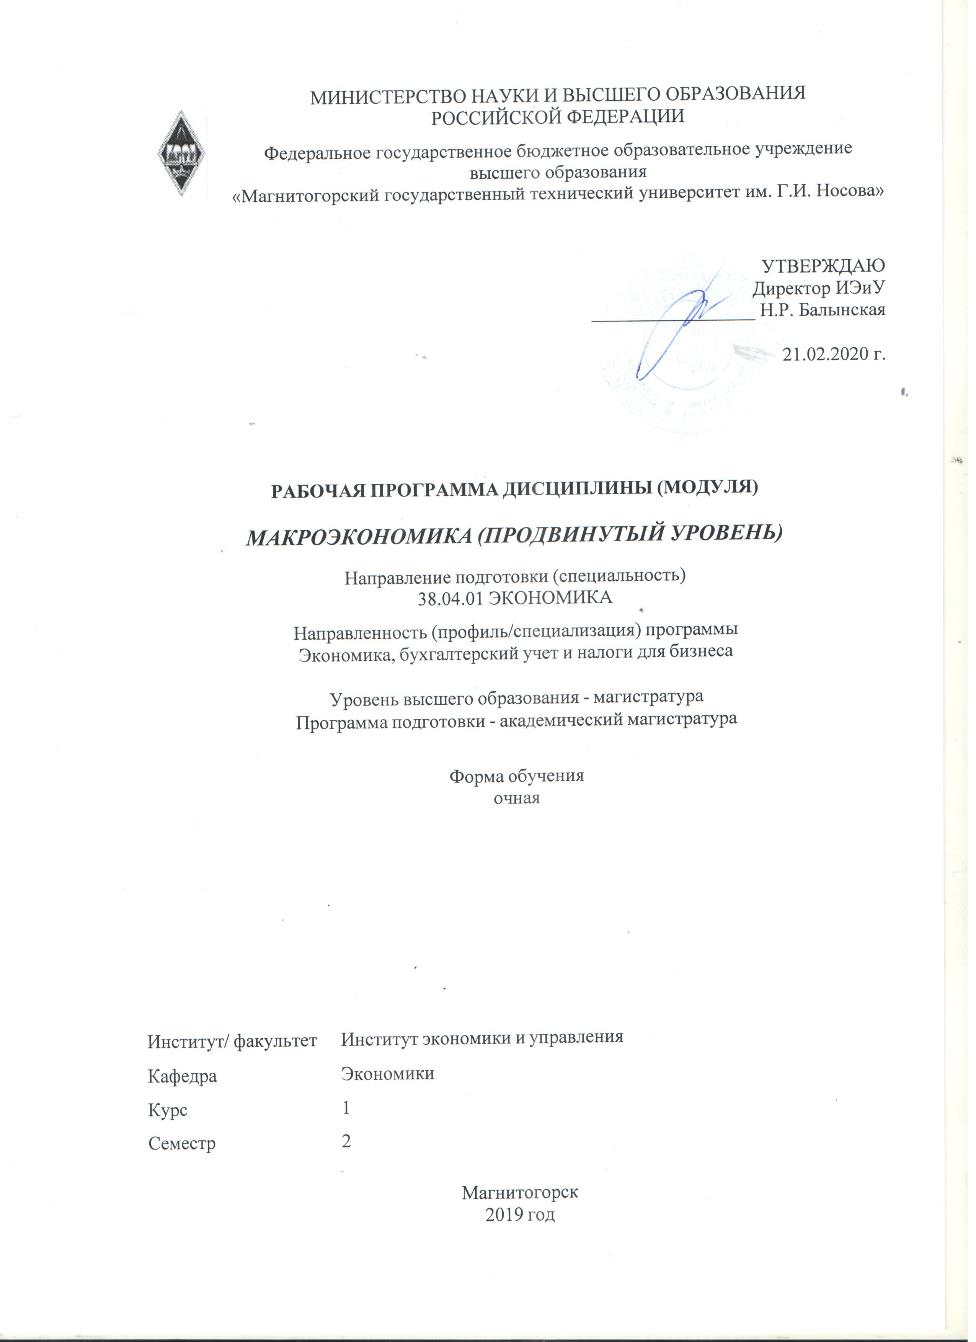 МИНИСТЕРСТВО НАУКИ И ВЫСШЕГО ОБРАЗОВАНИЯ
РОССИЙСКОЙ ФЕДЕРАЦИИ
Федеральное государственное бюджетное образовательное учреждение
высшего образования
«Магнитогорский государственный технический университет им. Г.И. Носова»
УТВЕРЖДАЮ
Директор ИЭиУ
Н.Р. Балынская
21.02.2020 г.
РАБОЧАЯ ПРОГРАММА ДИСЦИПЛИНЫ (МОДУЛЯ)
МАКРОЭКОНОМИКА (ПРОДВИНУТЫЙ УРОВЕНЬ)
Направление подготовки (специальность)
38.04.01 ЭКОНОМИКА
Направленность (профиль/специализация) программы
Экономика, бухгалтерский учет и налоги для бизнеса
Уровень высшего образования - магистратура
Программа подготовки - академический магистратура
Форма обучения
очная
Институт/ факультет Институт экономики и управления
Кафедра Экономики
Курс 1
Семестр 2
Магнитогорск
2019 год